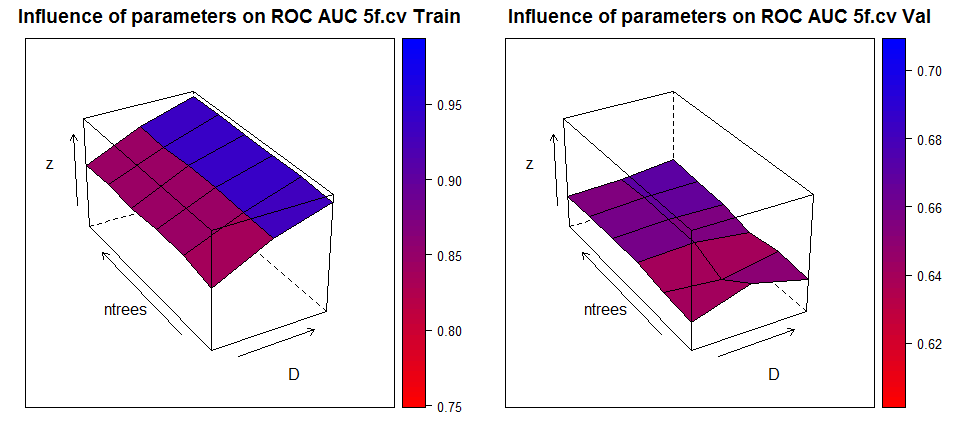 Influence of parameters on ROC AUC 5f.cv Train
z
ntrees
D
0.95
0.90
0.85
0.80
0.75
Influence of parameters on ROC AUC 5f.cv Val
z
ntrees
D
0.70
0.68
0.66
0.64
0.62